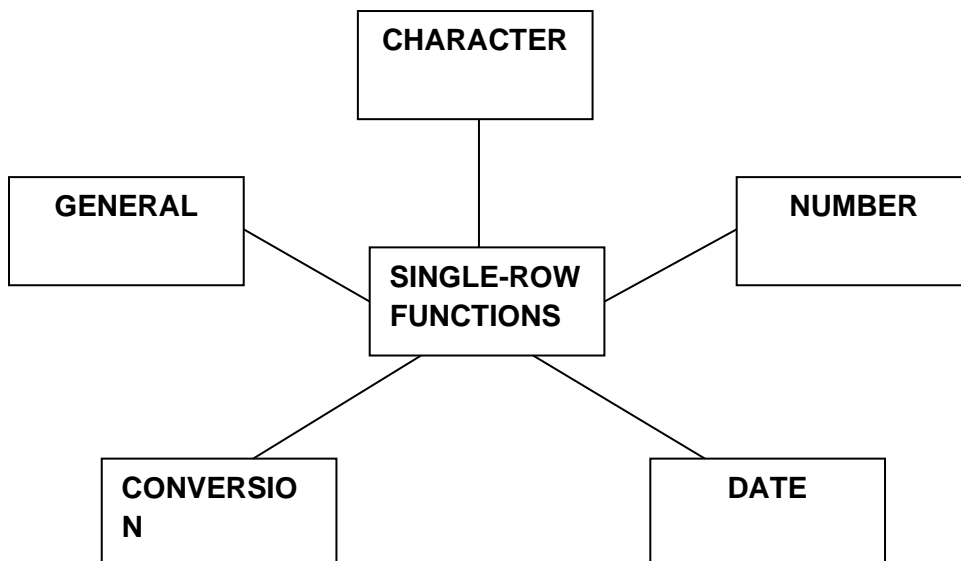 CHARACTER
GENERAL
NUMBER
SINGLE-ROW
FUNCTIONS
CONVERSIO
N
DATE